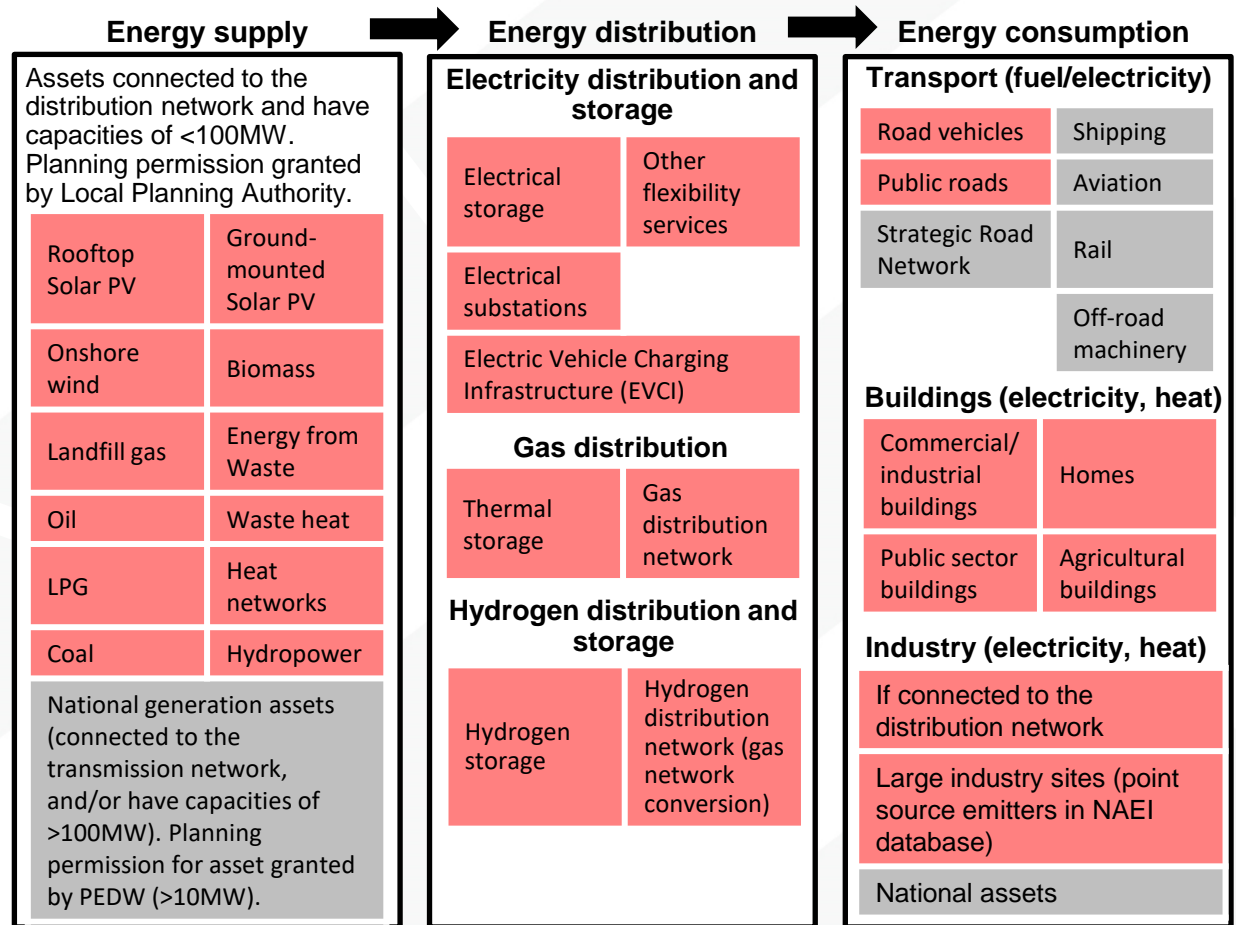 Energy supply
Energy distribution
Energy consumption
Assets connected to the
distribution network and have
capacities of <100MW.
Planning permission granted
by Local Planning Authority.
Rooftop
Solar PV
Ground-
mounted
Solar PV
Onshore
wind
Biomass
Landfill gas
Energy from
Waste
Oil
Waste heat
LPG
Heat
networks
Coal
Hydropower
National generation assets
(connected to the
transmission network,
and/or have capacities of
>100MW). Planning
permission for asset granted
by PEDW (>10MW).
Electricity distribution and
storage
Electrical
storage
Other
flexibility
services
Electrical
substations
Electric Vehicle Charging
Infrastructure (EVCI)
Gas distribution
Thermal
storage
Gas
distribution
network
Hydrogen distribution and
storage
Hydrogen
storage
Hydrogen
distribution
network (gas
network
conversion)
Transport (fuel/electricity)
Road vehicles
Shipping
Public roads
Aviation
Strategic Road
Network
Rail
Off-road
machinery
Buildings (electricity, heat)
Commercial/
industrial
buildings
Homes
Public sector
buildings
Agricultural
buildings
Industry (electricity, heat)
If connected to the
distribution network
Large industry sites (point
source emitters in NAEI
database)
National assets